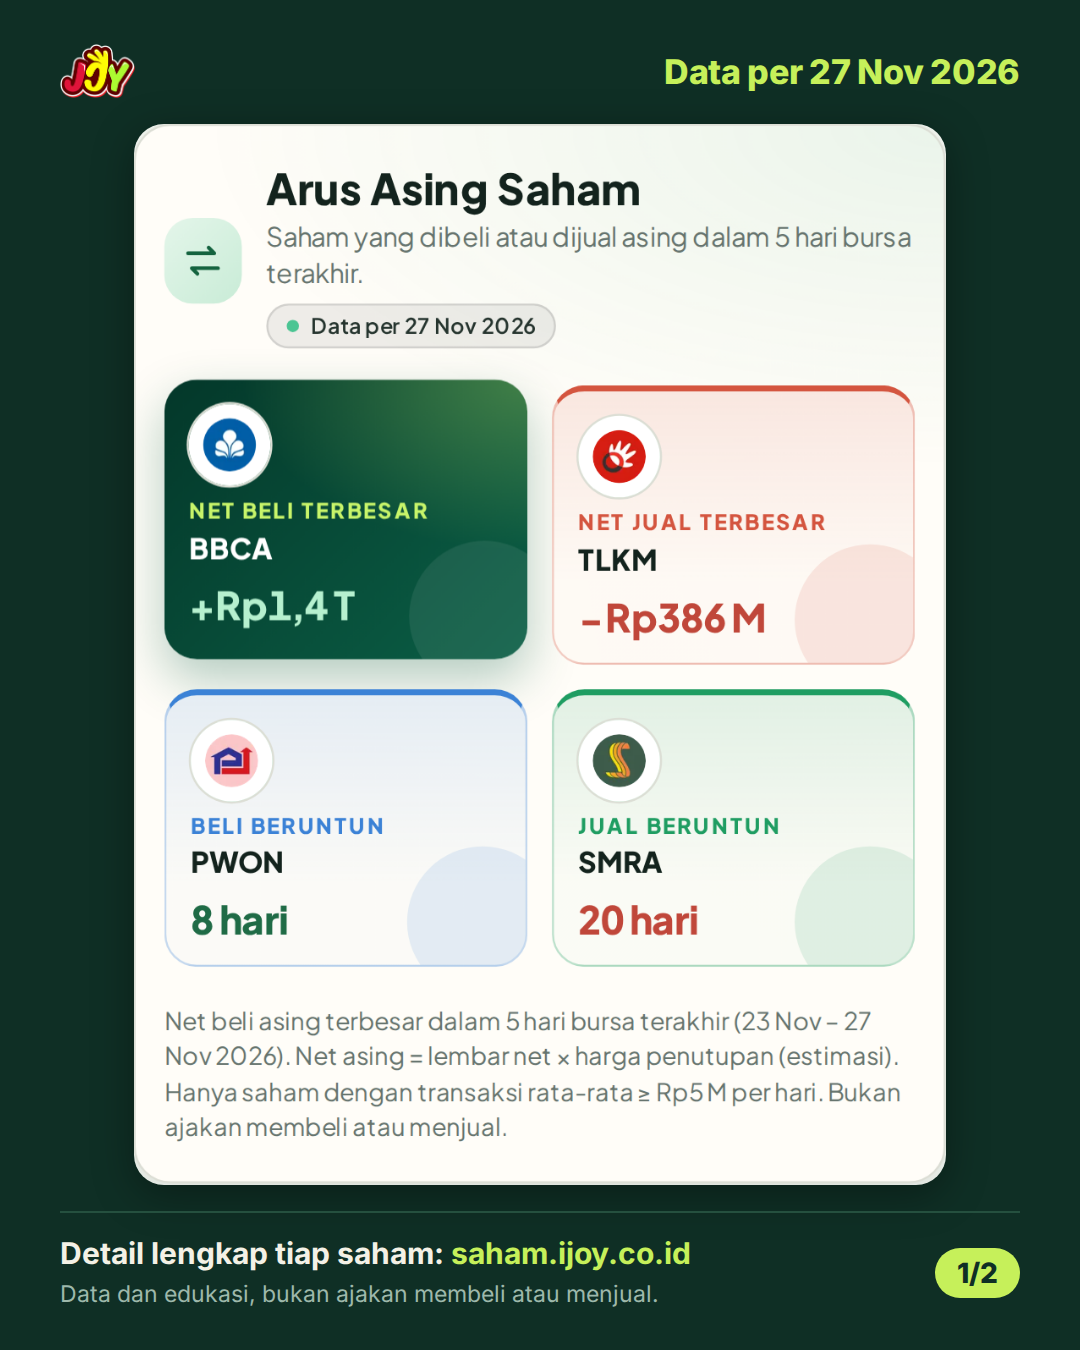 JOY
Data per 27 Nov 2026
Arus Asing Saham
Saham yang dibeli atau dijual asing dalam 5 hari bursa
terakhir.
Data per 27 Nov 2026
NET BELI TERBESAR
BBCA
+Rp1,4 T
NET JUAL TERBESAR
TLKM
−Rp386 M
BELI BERUNTUN
PWON
8 hari
JUAL BERUNTUN
SMRA
20 hari
Net beli asing terbesar dalam 5 hari bursa terakhir (23 Nov – 27
Nov 2026). Net asing = lembar net × harga penutupan (estimasi).
Hanya saham dengan transaksi rata-rata ≥ Rp5 M per hari. Bukan
ajakan membeli atau menjual.
Detail lengkap tiap saham: saham.ijoy.co.id
Data dan edukasi, bukan ajakan membeli atau menjual.
1/2